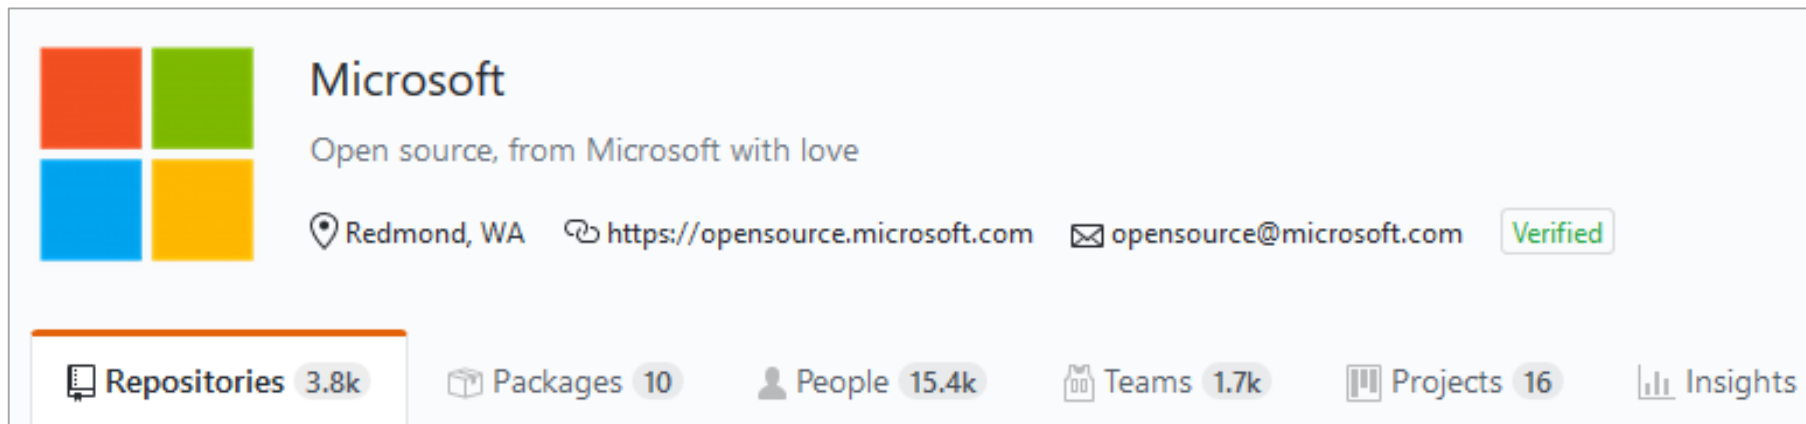 Microsoft
Open source, from Microsoft with love
Redmond, WA https://opensource.microsoft.com opensource@microsoft.com Verified
Repositories 3.8k Packages 10 People 15.4k Teams 1.7k Projects 16 Insights